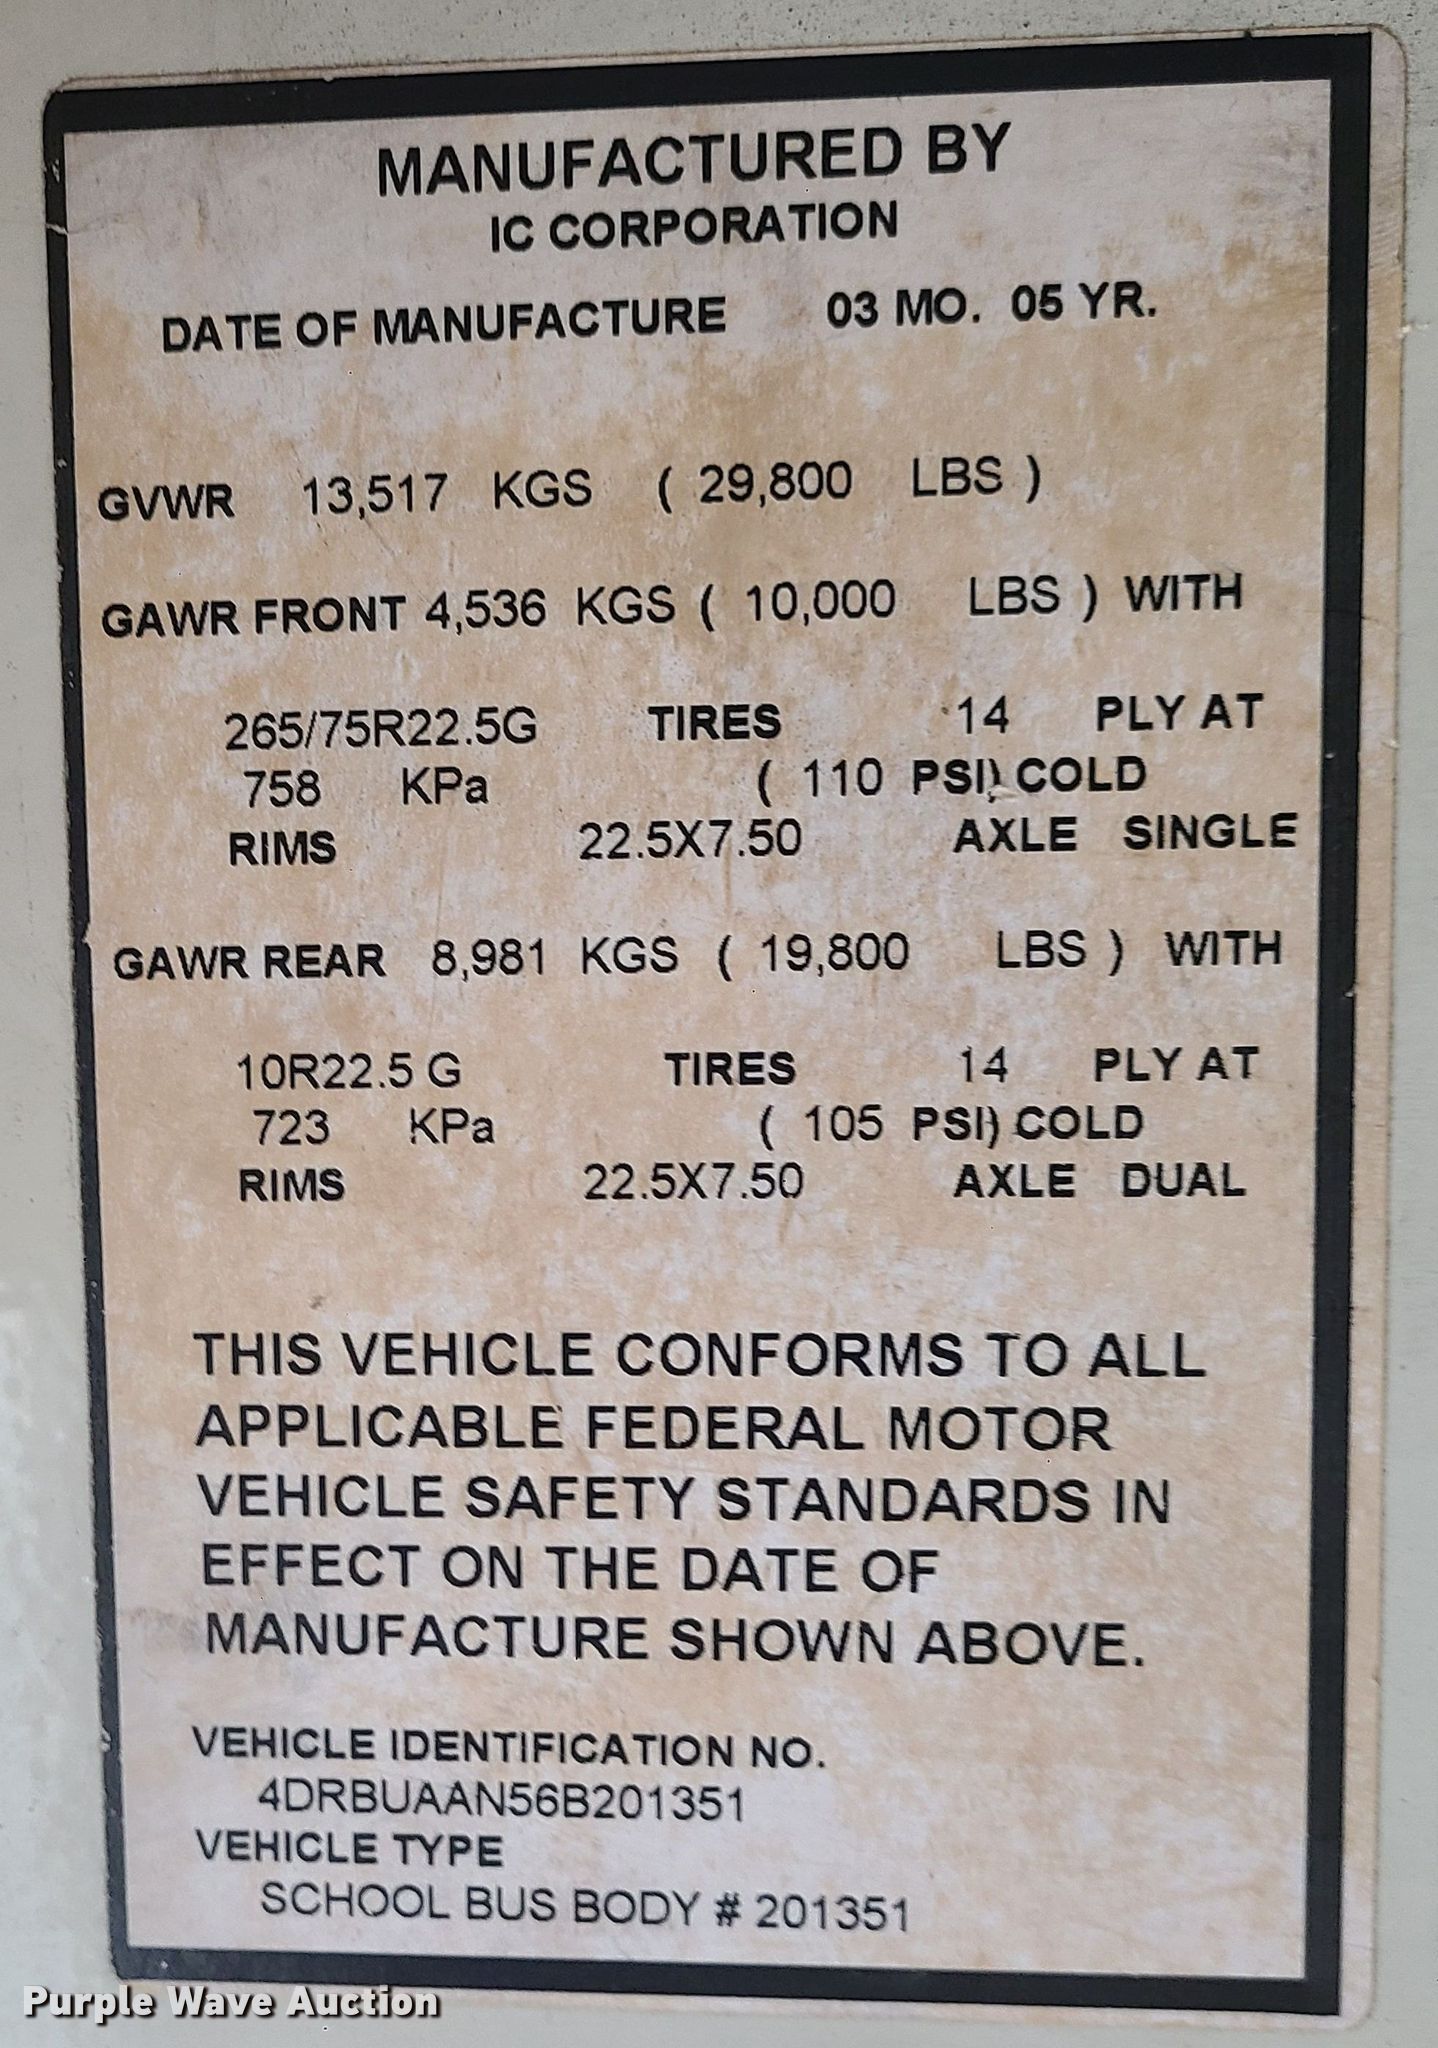 MANUFACTURED BY
IC CORPORATION
DATE OF MANUFACTURE 03 MO. 05 YR.
GVWR 13,517 KGS ( 29,800 LBS )
GAWR FRONT 4,536 KGS ( 10,000 LBS ) WITH
265/75R22.5G TIRES 14 PLY AT
758 KPa ( 110 PSI) COLD
RIMS 22.5X7.50 AXLE SINGLE
GAWR REAR 8,981 KGS ( 19,800 LBS ) WITH
10R22.5 G TIRES 14 PLY AT
723 KPa ( 105 PSI) COLD
RIMS 22.5X7.50 AXLE DUAL
THIS VEHICLE CONFORMS TO ALL
APPLICABLE FEDERAL MOTOR
VEHICLE SAFETY STANDARDS IN
EFFECT ON THE DATE OF
MANUFACTURE SHOWN ABOVE.
VEHICLE IDENTIFICATION NO.
4DRBUAAN56B201351
VEHICLE TYPE
SCHOOL BUS BODY # 201351
Purple Wave Auction